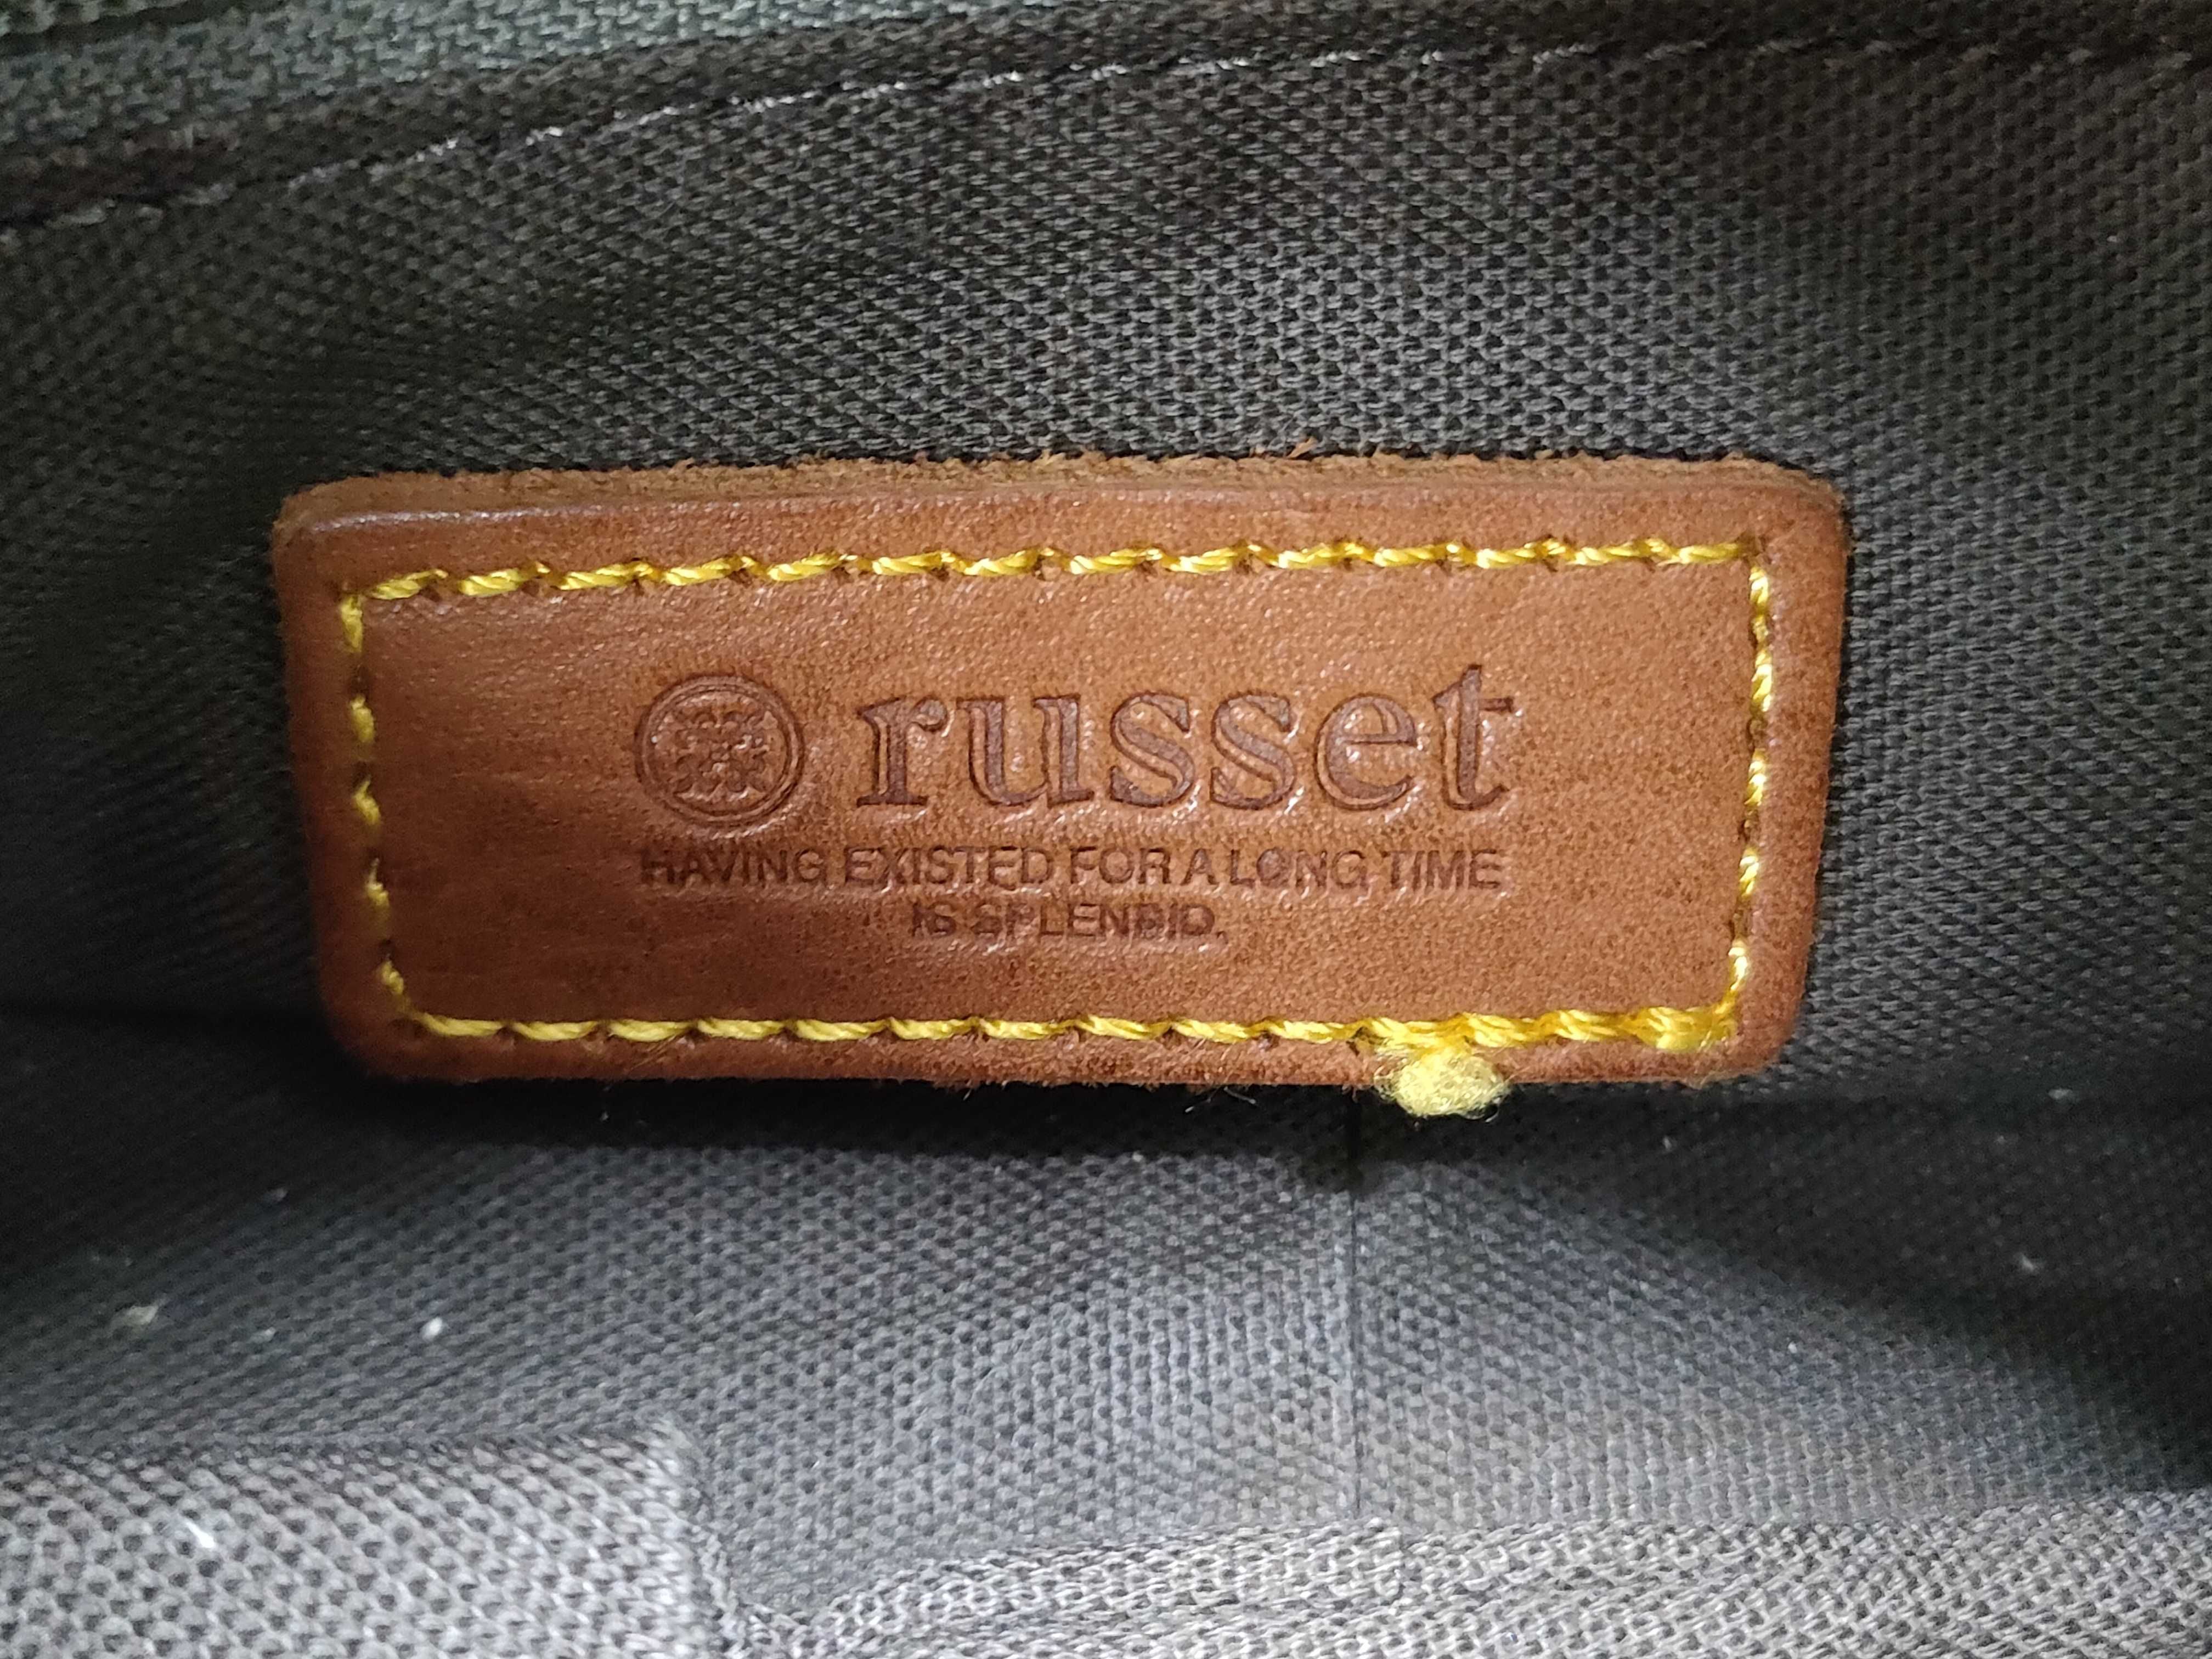 russet
HAVING EXISTED FOR A LONG TIME
IS SPLENDID.